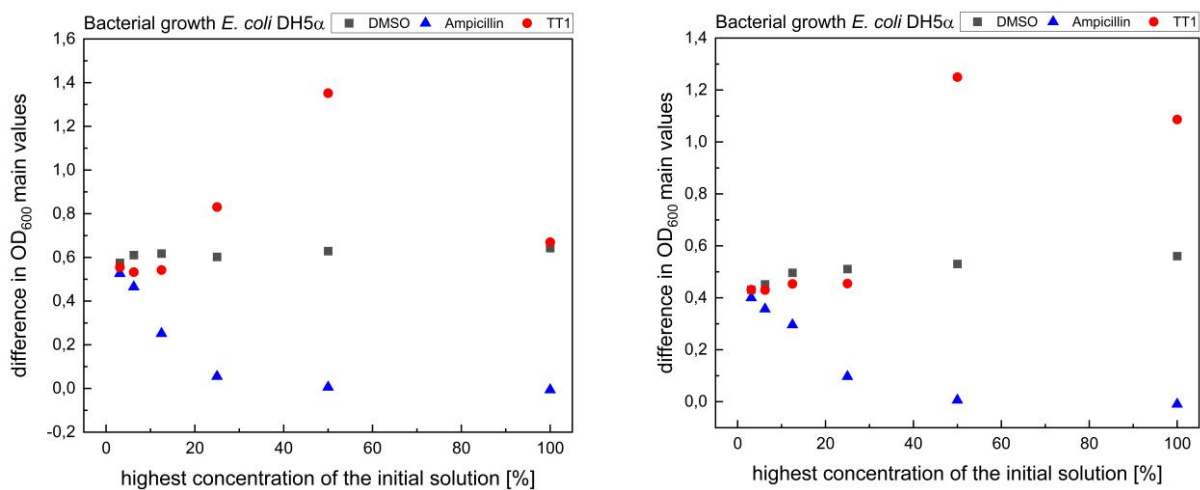 Bacterial growth E. coli DH5α DMSO Ampicillin TT1
1,6
1,4
1,2
1,0
0,8
0,6
0,4
0,2
0,0
-0,2
difference in OD600 main values
0 20 40 60 80 100
highest concentration of the initial solution [%]
Bacterial growth E. coli DH5α DMSO Ampicillin TT1
1,4
1,2
1,0
0,8
0,6
0,4
0,2
0,0
difference in OD600 main values
0 20 40 60 80 100
highest concentration of the initial solution [%]